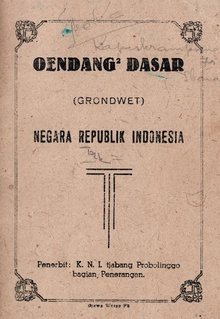 OENDANG² DASAR
(GRONDWET)
NEGARA REPUBLIK INDONESIA
Penerbit: K. N. I. tjabang Probolinggo
bagian Penerangan.